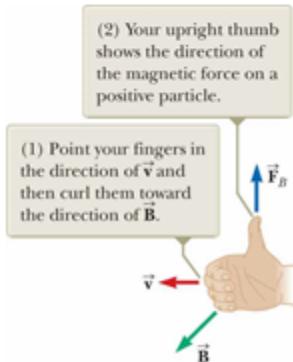 (2) Your upright thumb
shows the direction of
the magnetic force on a
positive particle.
(1) Point your fingers in
the direction of v⃗ and
then curl them toward
the direction of B⃗.
F⃗_B
v⃗
B⃗